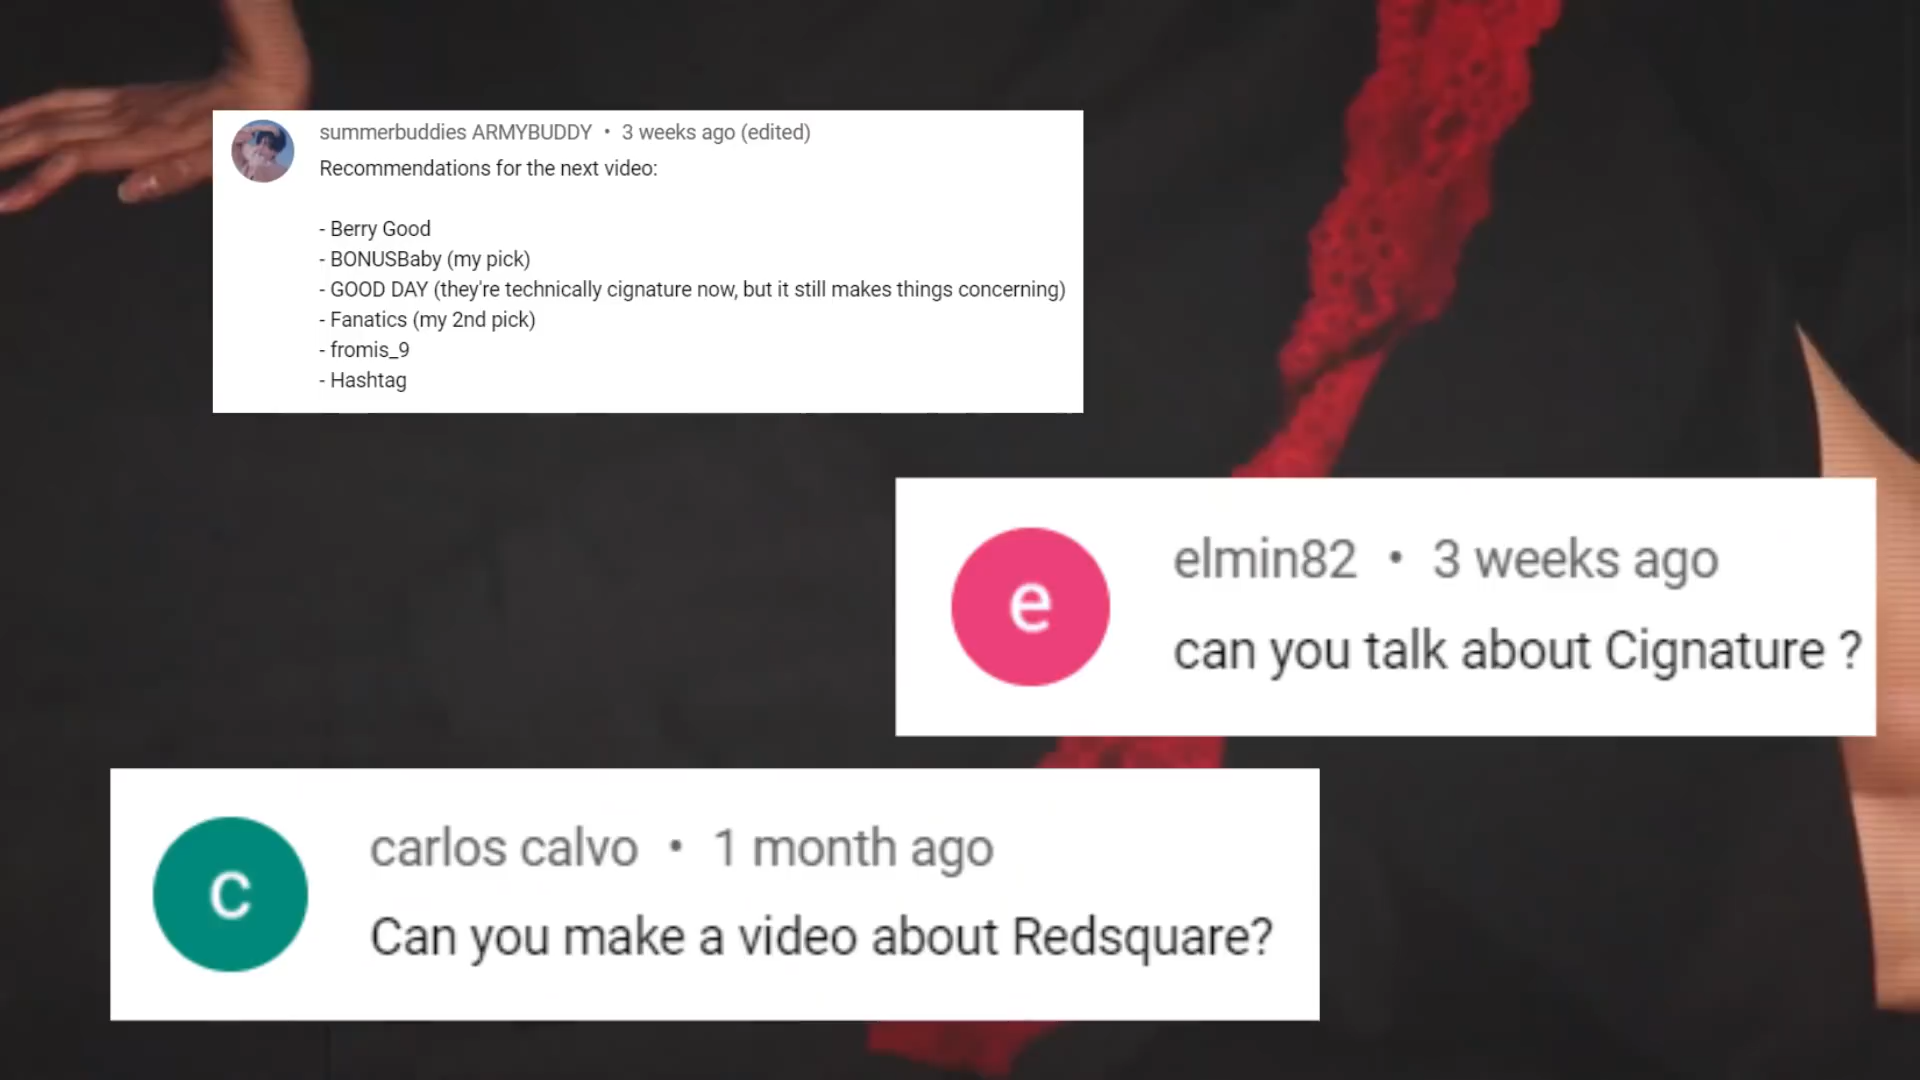 summerbuddies ARMYBUDDY • 3 weeks ago (edited)
Recommendations for the next video:
- Berry Good
- BONUSBaby (my pick)
- GOOD DAY (they're technically cignature now, but it still makes things concerning)
- Fanatics (my 2nd pick)
- fromis_9
- Hashtag
e
elmin82 • 3 weeks ago
can you talk about Cignature ?
c
carlos calvo • 1 month ago
Can you make a video about Redsquare?